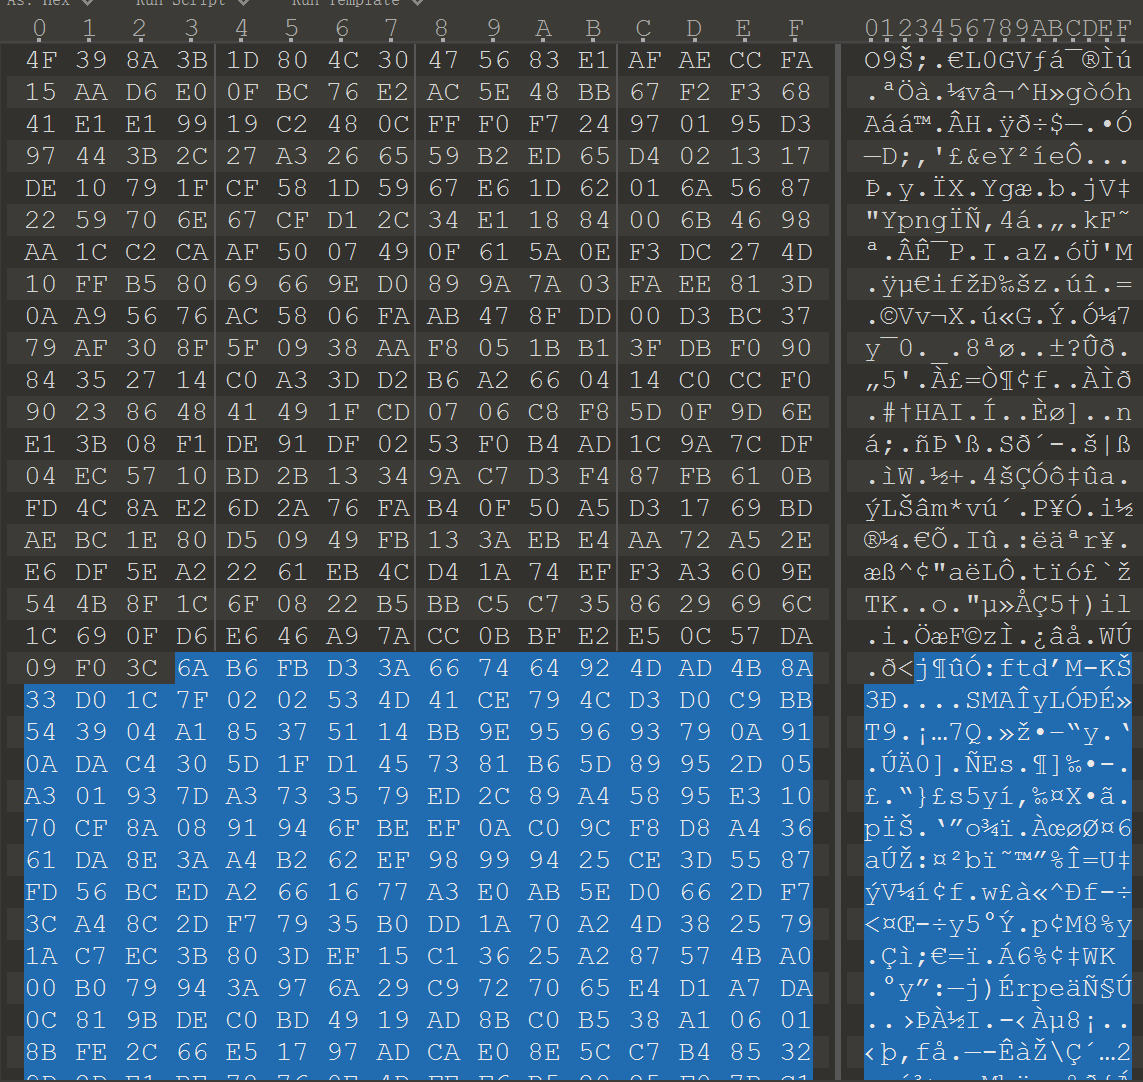 As: Hex Run Script Run Template
0 1 2 3 4 5 6 7 8 9 A B C D E F 0123456789ABCDEF
4F 39 8A 3B 1D 80 4C 30 47 56 83 E1 AF AE CC FA O9Š;.€L0GVƒá¯®Ìú
15 AA D6 E0 0F BC 76 E2 AC 5E 48 BB 67 F2 F3 68 .ªÖà.¼vâ¬^H»gòóh
41 E1 E1 99 19 C2 48 0C FF F0 F7 24 97 01 95 D3 Aáá™.ÂH.ÿð÷$—.•Ó
97 44 3B 2C 27 A3 26 65 59 B2 ED 65 D4 02 13 17 —D;,'£&eY²íeÔ...
DE 10 79 1F CF 58 1D 59 67 E6 1D 62 01 6A 56 87 Þ.y.ÏX.Ygæ.b.jV‡
22 59 70 6E 67 CF D1 2C 34 E1 18 84 00 6B 46 98 "YpngÏÑ,4á.„.kF˜
AA 1C C2 CA AF 50 07 49 0F 61 5A 0E F3 DC 27 4D ª.ÂʯP.I.aZ.óÜ'M
10 FF B5 80 69 66 9E D0 89 9A 7A 03 FA EE 81 3D .ÿµ€ifžÐ‰šz.úî.=
0A A9 56 76 AC 58 06 FA AB 47 8F DD 00 D3 BC 37 .©Vv¬X.ú«G.Ý.Ó¼7
79 AF 30 8F 5F 09 38 AA F8 05 1B B1 3F DB F0 90 y¯0._.8ªø..±?Ûð.
84 35 27 14 C0 A3 3D D2 B6 A2 66 04 14 C0 CC F0 „5'.À£=Ò¶¢f..ÀÌð
90 23 86 48 41 49 1F CD 07 06 C8 F8 5D 0F 9D 6E .#†HAI.Í..Èø]..n
E1 3B 08 F1 DE 91 DF 02 53 F0 B4 AD 1C 9A 7C DF á;.ñÞ‘ß.Sð´-.š|ß
04 EC 57 10 BD 2B 13 34 9A C7 D3 F4 87 FB 61 0B .ìW.½+.4šÇÓô‡ûa.
FD 4C 8A E2 6D 2A 76 FA B4 0F 50 A5 D3 17 69 BD ýLŠâm*vú´.P¥Ó.i½
AE BC 1E 80 D5 09 49 FB 13 3A EB E4 AA 72 A5 2E ®¼.€Õ.Iû.:ëäªr¥.
E6 DF 5E A2 22 61 EB 4C D4 1A 74 EF F3 A3 60 9E æß^¢"aëLÔ.tïó£`ž
54 4B 8F 1C 6F 08 22 B5 BB C5 C7 35 86 29 69 6C TK..o."µ»ÅÇ5†)il
1C 69 0F D6 E6 46 A9 7A CC 0B BF E2 E5 0C 57 DA .i.ÖæF©zÌ.¿âå.WÚ
09 F0 3C 6A B6 FB D3 3A 66 74 64 92 4D AD 4B 8A .ð<j¶ûÓ:ftd’M-KŠ
33 D0 1C 7F 02 02 53 4D 41 CE 79 4C D3 D0 C9 BB 3Ð....SMAÎyLÓÐÉ»
54 39 04 A1 85 37 51 14 BB 9E 95 96 93 79 0A 91 T9.¡…7Q.»ž•–“y.‘
0A DA C4 30 5D 1F D1 45 73 81 B6 5D 89 95 2D 05 .ÚÄ0].ÑEs.¶]‰•-.
A3 01 93 7D A3 73 35 79 ED 2C 89 A4 58 95 E3 10 £.“}£s5yí,‰¤X•ã.
70 CF 8A 08 91 94 6F BE EF 0A C0 9C F8 D8 A4 36 pÏŠ.‘”o¾ï.ÀœøØ¤6
61 DA 8E 3A A4 B2 62 EF 98 99 94 25 CE 3D 55 87 aÚŽ:¤²bï˜™”%Î=U‡
FD 56 BC ED A2 66 16 77 A3 E0 AB 5E D0 66 2D F7 ýV¼í¢f.w£à«^Ðf-÷
3C A4 8C 2D F7 79 35 B0 DD 1A 70 A2 4D 38 25 79 <¤Œ-÷y5°Ý.p¢M8%y
1A C7 EC 3B 80 3D EF 15 C1 36 25 A2 87 57 4B A0 .Çì;€=ï.Á6%¢‡WK
00 B0 79 94 3A 97 6A 29 C9 72 70 65 E4 D1 A7 DA .°y”:—j)ÉrpeäѧÚ
0C 81 9B DE C0 BD 49 19 AD 8B C0 B5 38 A1 06 01 ..›ÞÀ½I.-‹Àµ8¡..
8B FE 2C 66 E5 17 97 AD CA E0 8E 5C C7 B4 85 32 ‹þ,få.—-ÊàŽ\Ç´…2